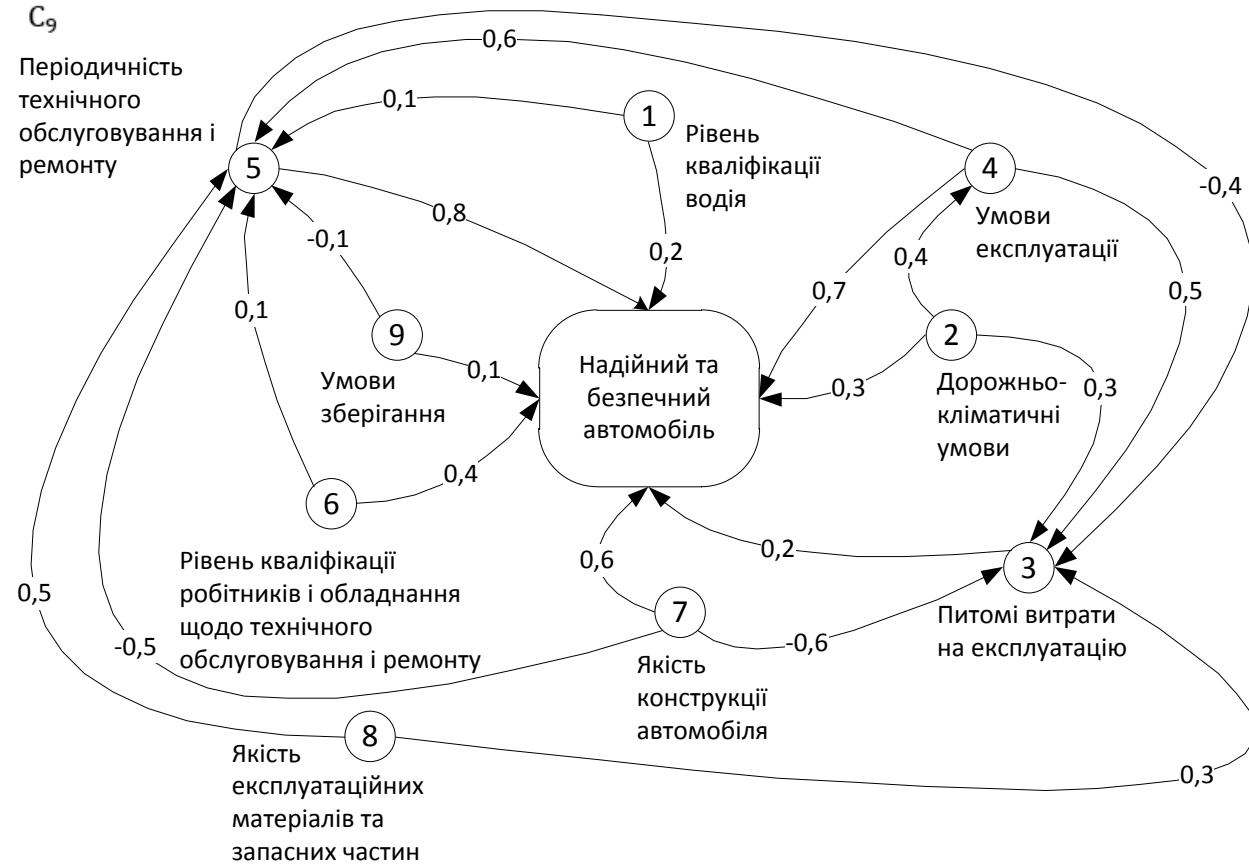 C₉
Періодичність
технічного
обслуговування і
ремонту
5
0,1
0,6
1
Рівень
кваліфікації
водія
4
Умови
експлуатації
-0,4
0,8
0,2
0,4
0,7
0,5
-0,1
0,1
9
Умови
зберігання
0,1
Надійний та
безпечний
автомобіль
2
Дорожньо-
кліматичні
умови
0,3
0,3
6
0,4
Рівень кваліфікації
робітників і обладнання
щодо технічного
обслуговування і ремонту
0,6
0,2
3
Питомі витрати
на експлуатацію
7
-0,6
Якість
конструкції
автомобіля
0,5
-0,5
8
Якість
експлуатаційних
матеріалів та
запасних частин
0,3